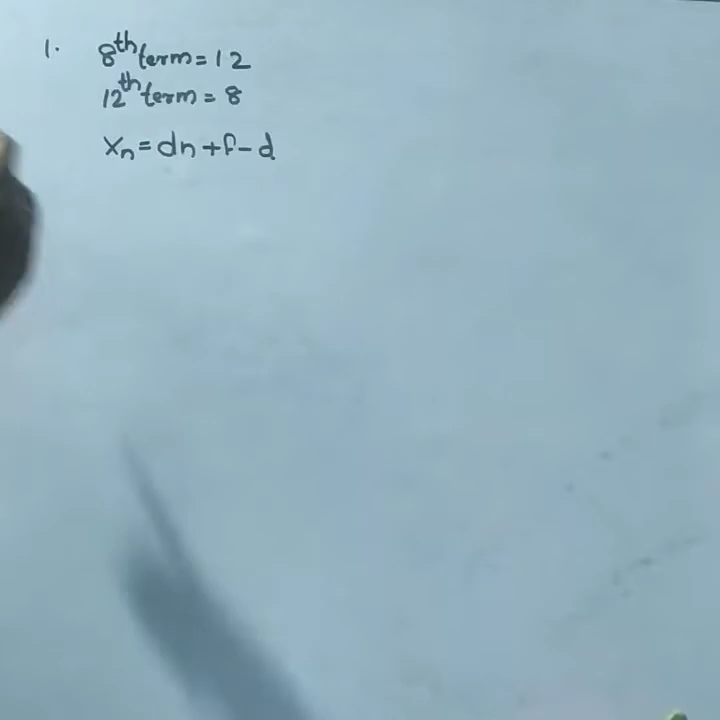 1. 8th term = 12
12th term = 8
xn = dn + f - d